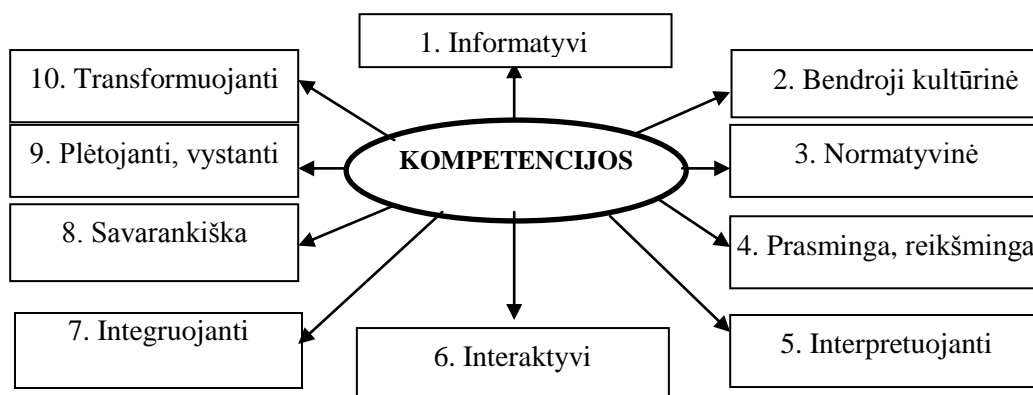 1. Informatyvi
10. Transformuojanti
2. Bendroji kultūrinė
9. Plėtojanti, vystanti
KOMPETENCIJOS
3. Normatyvinė
8. Savarankiška
4. Prasminga, reikšminga
7. Integruojanti
6. Interaktyvi
5. Interpretuojanti